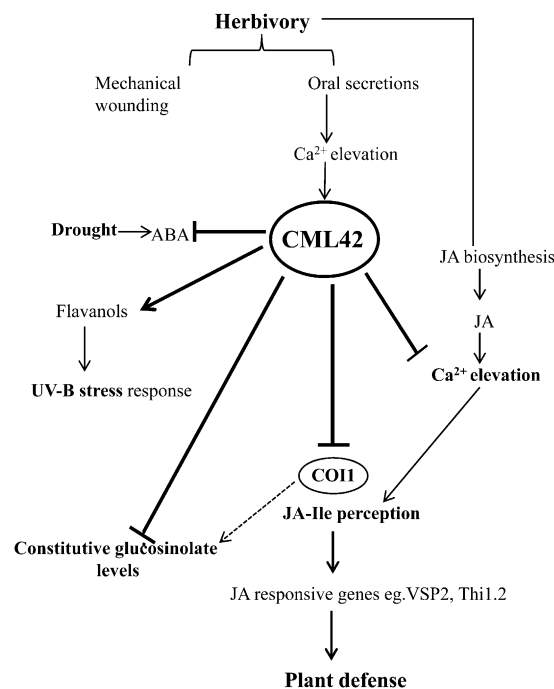 Herbivory
Mechanical
wounding
Oral secretions
Ca²⁺ elevation
Drought
ABA
CML42
JA biosynthesis
Flavanols
JA
UV-B stress response
Ca²⁺ elevation
COI1
JA-Ile perception
Constitutive glucosinolate
levels
JA responsive genes eg.VSP2, Thi1.2
Plant defense